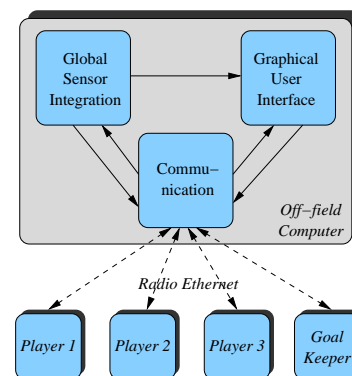 Global
Sensor
Integration
Graphical
User
Interface
Commu–
nication
Off–field
Computer
Radio Ethernet
Player 1
Player 2
Player 3
Goal
Keeper